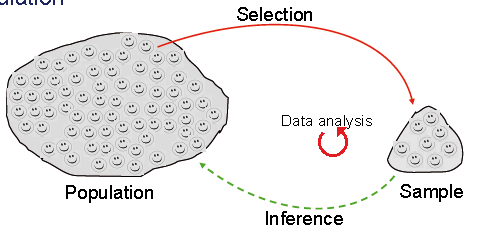 Selection
Data analysis
Population
Sample
Inference